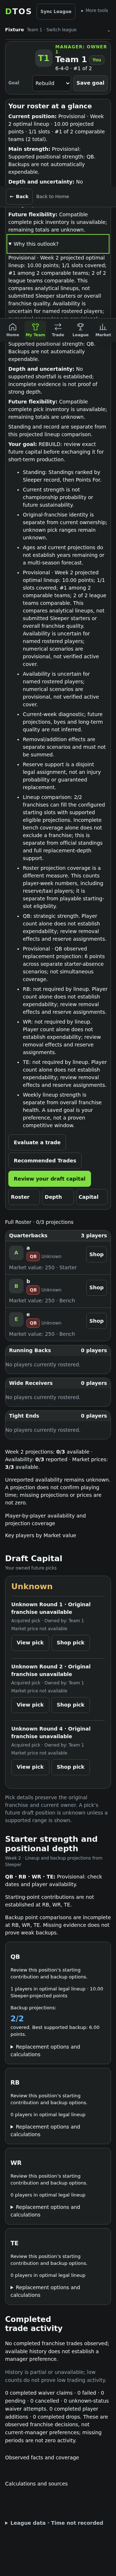 DTOS
Sync League
▸ More tools
Fixture Team 1 · Switch league
T1
MANAGER: OWNER 1
Team 1 You
6-4-0 · #1 of 2
Goal
Rebuild
Save goal
Your roster at a glance
Current position: Provisional · Week
2 optimal lineup · 10.00 projected
points · 1/1 slots · #1 of 2 comparable
teams (2 total).
Main strength: Provisional:
Supported positional strength: QB.
Backups are not automatically
expendable.
Depth and uncertainty: No
← Back
Back to Home
Future flexibility: Compatible
complete pick inventory is unavailable;
remaining totals are unknown.
▾ Why this outlook?
Provisional · Week 2 projected optimal
lineup: 10.00 points; 1/1 slots covered;
#1 among 2 comparable teams; 2 of 2
league teams comparable. This
compares analytical lineups, not
submitted Sleeper starters or overall
franchise quality. Availability is
Home
My Team
Trade
League
Market
Supported positional strength: QB.
Backups are not automatically
expendable.
Depth and uncertainty: No
supported shortfall is established;
incomplete evidence is not proof of
strong depth.
Future flexibility: Compatible
complete pick inventory is unavailable;
remaining totals are unknown.
Standing and record are separate from
this projected lineup comparison.
Your goal: REBUILD: review exact
future capital before exchanging it for
short-term production.
• Standing: Standings ranked by
Sleeper record, then Points For.
• Current strength is not
championship probability or
future outlook.
• Original-franchise identity is
separate from current ownership;
unknown pick ranges remain
unknown.
• Ages and current projections do
not establish years remaining or
a multi-season forecast.
• Provisional · Week 2 projected
optimal lineup: 10.00 points; 1/1
slots covered; #1 among 2
comparable teams; 2 of 2 league
teams comparable. This
compares analytical lineups, not
submitted Sleeper starters or
overall franchise quality.
Availability is uncertain for
named rostered players;
numerical scenarios are
provisional, not verified active
cover.
• Availability is uncertain for
named rostered players;
numerical scenarios are
provisional, not verified active
cover.
• Current-week diagnostic; future
projections, byes and long-term
quality are not inferred.
• Removal/addition effects are
separate scenarios and must not
be summed.
• Reserve support is a disjoint
legal assignment, not an injury
probability or guaranteed
replacement.
• Lineup comparison: 2/2
franchises can fill the configured
starting slots with supported
eligible projections. Incomplete
pool coverage alone does not
exclude a franchise; this is
separate from official standings
and full replacement-depth
support.
• Roster projection coverage is a
different measure. This counts
player-week numbers, including
reserve/taxi players; it is
separate from playable starting-
slot eligibility.
• QB: strategic strength. Player
count alone does not establish
expendability; review removal
effects and reserve assignments.
• Provisional · QB observed
replacement impact: 8 points
across separate other-absence-
choices; not simultaneous
coverage.
• RB: not required by lineup. Player
count alone does not establish
expendability; review removal
effects and reserve assignments.
• WR: not required by lineup.
Player count alone does not
establish expendability; review
removal effects and reserve
assignments.
• TE: not required by lineup. Player
count alone does not establish
expendability; review removal
effects and reserve assignments.
• Weekly lineup strength is
separate from overall franchise
quality. A saved goal is your
preference, not a proven
competitive window.
Evaluate a trade
Recommended Trades
Review your draft capital
Roster
Depth
Capital
Full Roster · 0/3 projections
Quarterbacks 3 players
A
a
QB Unknown
Shop
Market value: 250 · Starter
B
b
QB Unknown
Shop
Market value: 250 · Bench
E
e
QB Unknown
Shop
Market value: 250 · Bench
Running Backs 0 players
No players currently rostered.
Wide Receivers 0 players
No players currently rostered.
Tight Ends 0 players
No players currently rostered.
Week 2 projections: 0/3 available ·
Availability: 0/3 reported · Market prices:
3/3 available.
Unreported availability remains unknown.
A projection does not confirm playing
time; missing projections or prices are
not zero.
Player-by-player availability and
projection coverage
Key players by Market value
Draft Capital
Your owned future picks
Unknown
Unknown Round 1 · Original
franchise unavailable
Acquired pick · Owned by: Team 1
Market price not available
View pick
Shop pick
Unknown Round 2 · Original
franchise unavailable
Acquired pick · Owned by: Team 1
Market price not available
View pick
Shop pick
Unknown Round 4 · Original
franchise unavailable
Acquired pick · Owned by: Team 1
Market price not available
View pick
Shop pick
Pick details preserve the original
franchise and current owner. A pick's
future draft position is unknown unless a
supported range is shown.
Starter strength and
positional depth
Week 2 · Lineup and backup projections from
Sleeper
QB · RB · WR · TE: Provisional: check
dates and player availability.
Starting-point contributions are not
established at RB, WR, TE.
Backup point comparisons are incomplete
at RB, WR, TE. Missing evidence does not
prove weak backups.
QB
Review this position's starting
contribution and backup options.
1 players in optimal legal lineup · 10.00
Sleeper-projected points
Backup projections:
2/2
covered. Best supported backup: 6.00
points.
▸ Replacement options and
calculations
RB
Review this position's starting
contribution and backup options.
0 players in optimal legal lineup
▸ Replacement options and
calculations
WR
Review this position's starting
contribution and backup options.
0 players in optimal legal lineup
▸ Replacement options and
calculations
TE
Review this position's starting
contribution and backup options.
0 players in optimal legal lineup
▸ Replacement options and
calculations
Completed
trade activity
No completed franchise trades observed;
available history does not establish a
manager preference.
History is partial or unavailable; low
counts do not prove low trading activity.
0 completed waiver claims · 0 failed · 0
pending · 0 cancelled · 0 unknown-status
waiver attempts. 0 completed player
additions · 0 completed drops. These are
observed franchise decisions, not
current-manager preferences or FAAB
outcomes; missing
periods are not zero activity.
Observed facts and coverage
Calculations and sources
▸ League data · Time not recorded